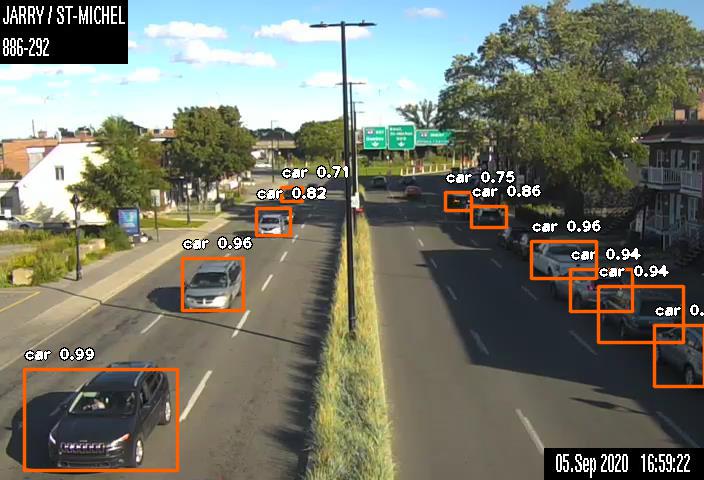 JARRY / ST-MICHEL
886-292
car 0.71
car 0.82
car 0.75
car 0.86
car 0.96
car 0.96
car 0.94
car 0.94
car 0.
car 0.99
05.Sep 2020 16:59:22